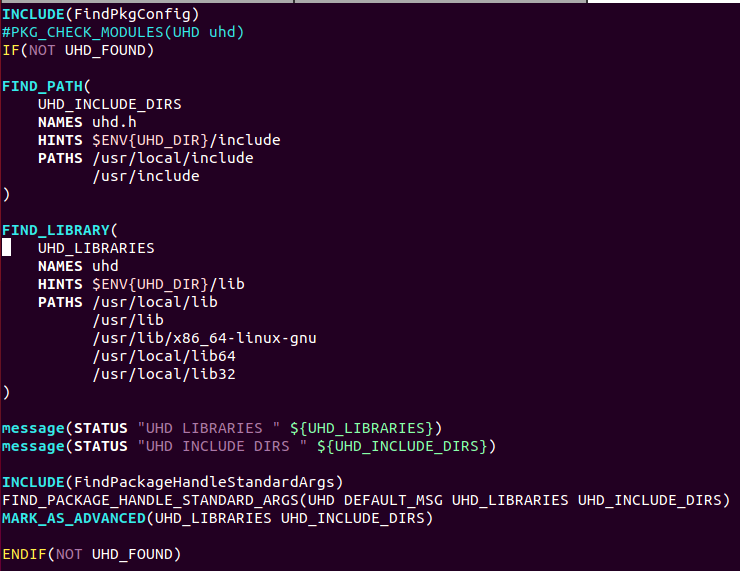 INCLUDE(FindPkgConfig)
#PKG_CHECK_MODULES(UHD uhd)
IF(NOT UHD_FOUND)

FIND_PATH(
    UHD_INCLUDE_DIRS
    NAMES uhd.h
    HINTS $ENV{UHD_DIR}/include
    PATHS /usr/local/include
          /usr/include
)

FIND_LIBRARY(
    UHD_LIBRARIES
    NAMES uhd
    HINTS $ENV{UHD_DIR}/lib
    PATHS /usr/local/lib
          /usr/lib
          /usr/lib/x86_64-linux-gnu
          /usr/local/lib64
          /usr/local/lib32
)

message(STATUS "UHD LIBRARIES " ${UHD_LIBRARIES})
message(STATUS "UHD INCLUDE DIRS " ${UHD_INCLUDE_DIRS})

INCLUDE(FindPackageHandleStandardArgs)
FIND_PACKAGE_HANDLE_STANDARD_ARGS(UHD DEFAULT_MSG UHD_LIBRARIES UHD_INCLUDE_DIRS)
MARK_AS_ADVANCED(UHD_LIBRARIES UHD_INCLUDE_DIRS)

ENDIF(NOT UHD_FOUND)